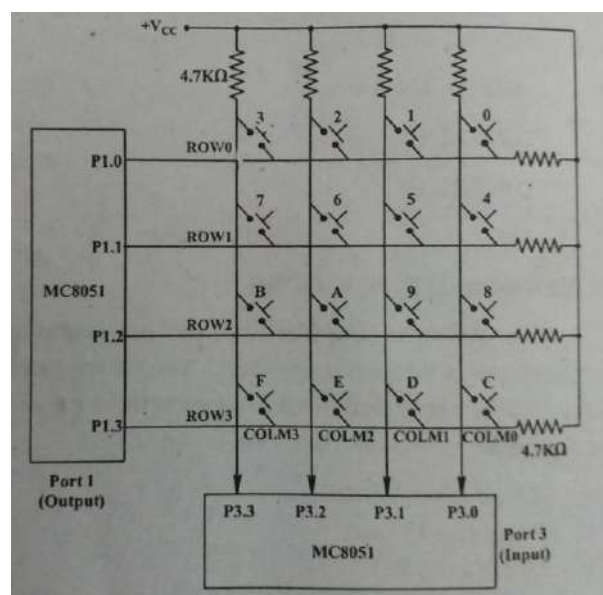 +VCC
4.7KΩ
3 2 1 0
ROW0
P1.0
7 6 5 4
ROW1
P1.1
MC8051
B A 9 8
ROW2
P1.2
F E D C
ROW3
P1.3
COLM3 COLM2 COLM1 COLM0
4.7KΩ
Port 1
(Output)
P3.3 P3.2 P3.1 P3.0
MC8051
Port 3
(Input)